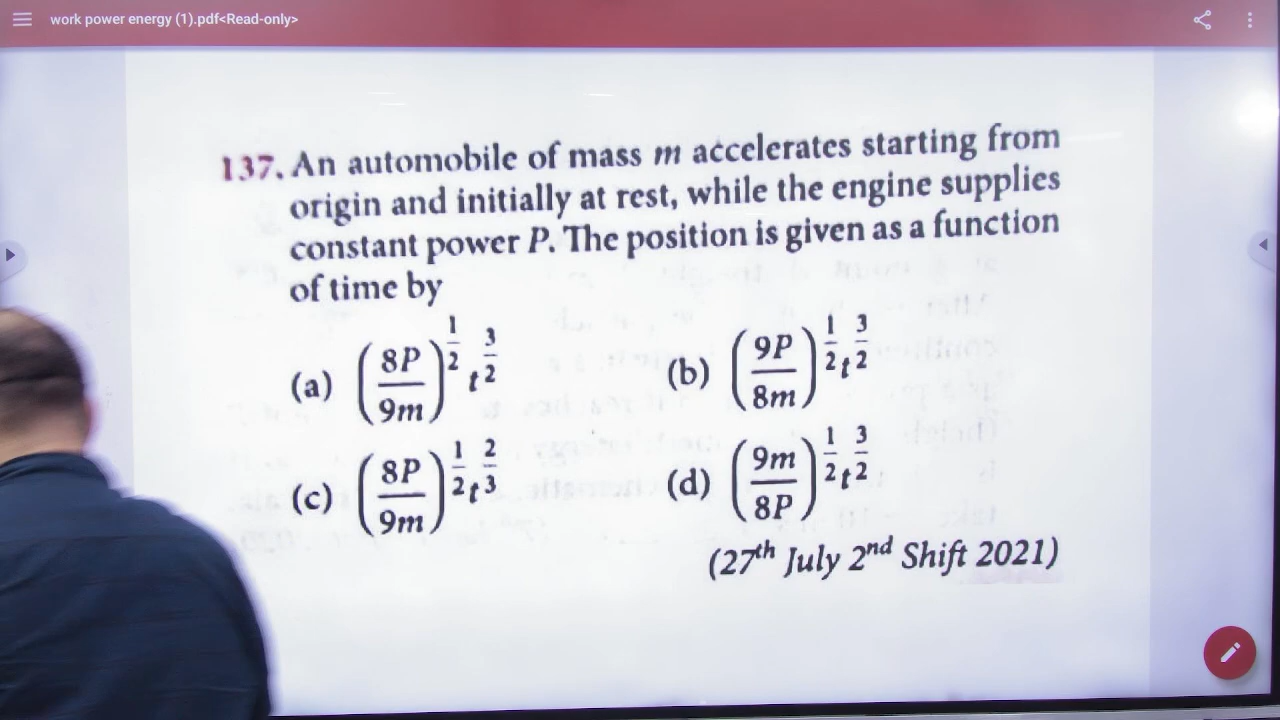 work power energy (1).pdf<Read-only>
137. An automobile of mass m accelerates starting from
origin and initially at rest, while the engine supplies
constant power P. The position is given as a function
of time by
(a) (8P/9m)^(1/2) t^(3/2) (b) (9P/8m)^(1/2) t^(3/2)
(c) (8P/9m)^(1/2) t^(2/3) (d) (9m/8P)^(1/2) t^(3/2)
(27th July 2nd Shift 2021)